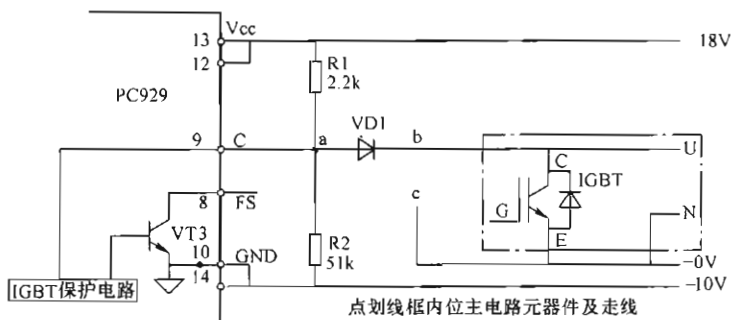 13 Vcc
18V
12
R1
2.2k
PC929
VD1
9 C a b
U
C
IGBT
c
8 FS
G
N
VT3
R2
51k
E
10 GND
14
-0V
-10V
IGBT保护电路
点划线框内位主电路元器件及走线